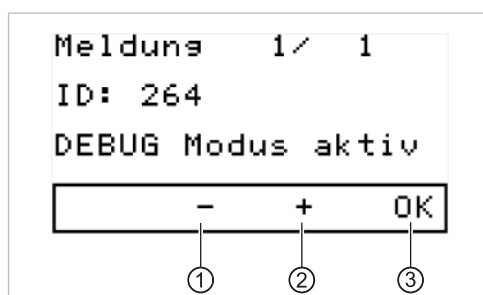 Meldung 1/ 1
ID: 264
DEBUG Modus aktiv
- + OK
① ② ③